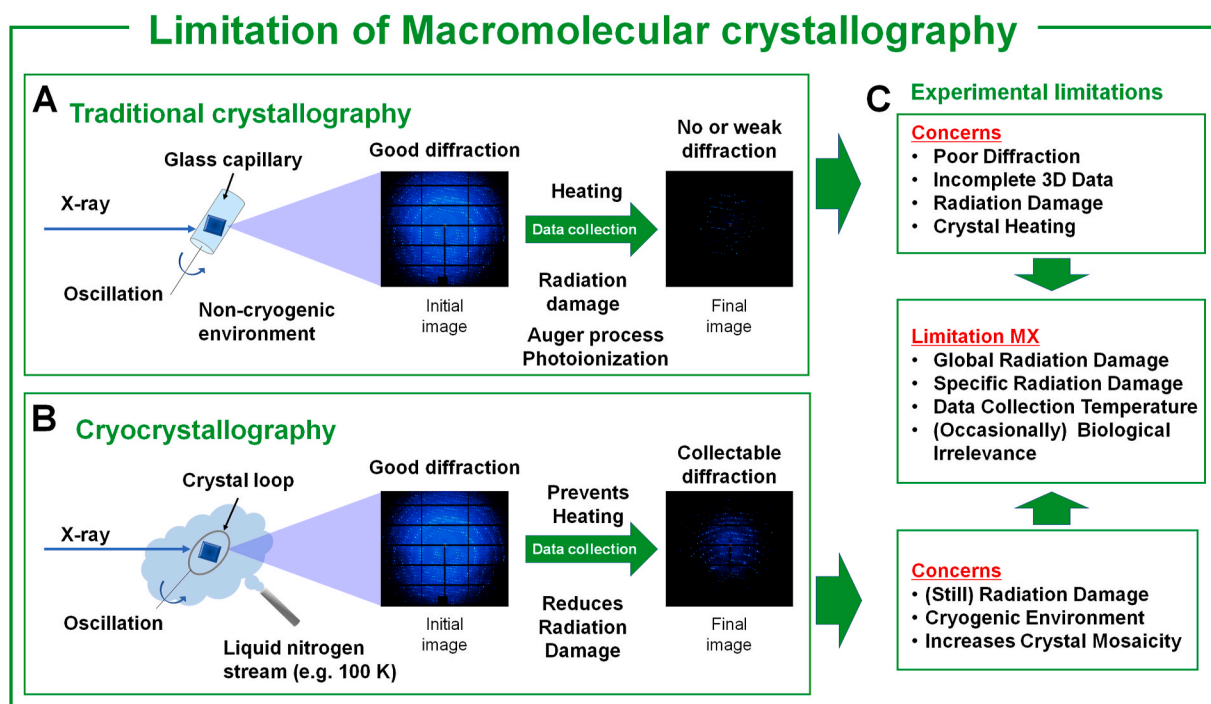 Limitation of Macromolecular crystallography
A
Traditional crystallography
Glass capillary
X-ray
Oscillation
Non-cryogenic
environment
Good diffraction
Initial
image
Heating
Data collection
Radiation
damage
Auger process
Photoionization
No or weak
diffraction
Final
image
B
Cryocrystallography
Crystal loop
X-ray
Oscillation
Liquid nitrogen
stream (e.g. 100 K)
Good diffraction
Initial
image
Prevents
Heating
Data collection
Reduces
Radiation
Damage
Collectable
diffraction
Final
image
C
Experimental limitations
Concerns
• Poor Diffraction
• Incomplete 3D Data
• Radiation Damage
• Crystal Heating
Limitation MX
• Global Radiation Damage
• Specific Radiation Damage
• Data Collection Temperature
• (Occasionally) Biological
Irrelevance
Concerns
• (Still) Radiation Damage
• Cryogenic Environment
• Increases Crystal Mosaicity